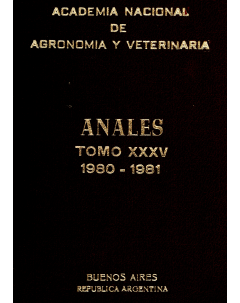 ACADEMIA NACIONAL
DE
AGRONOMIA Y VETERINARIA
ANALES
TOMO XXXV
1980 - 1981
BUENOS AIRES
REPUBLICA ARGENTINA